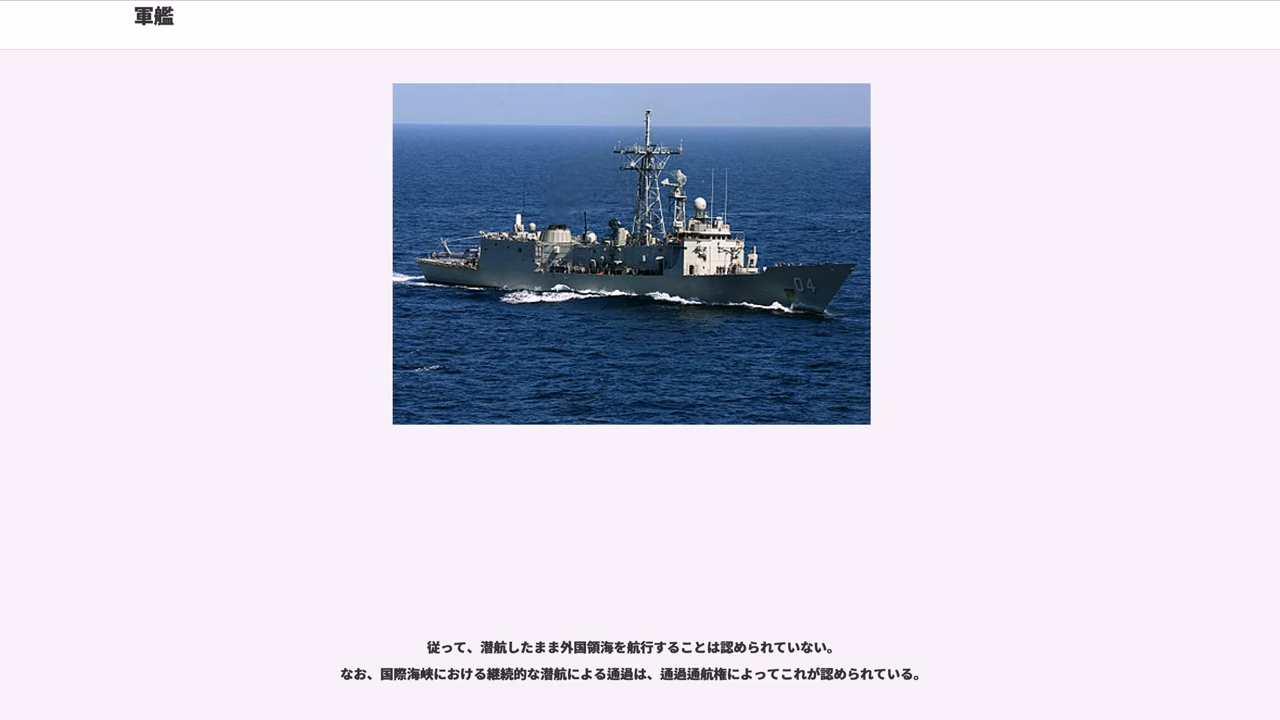 軍艦
04
従って、潜航したまま外国領海を航行することは認められていない。
なお、国際海峡における継続的な潜航による通過は、通過通航権によってこれが認められている。